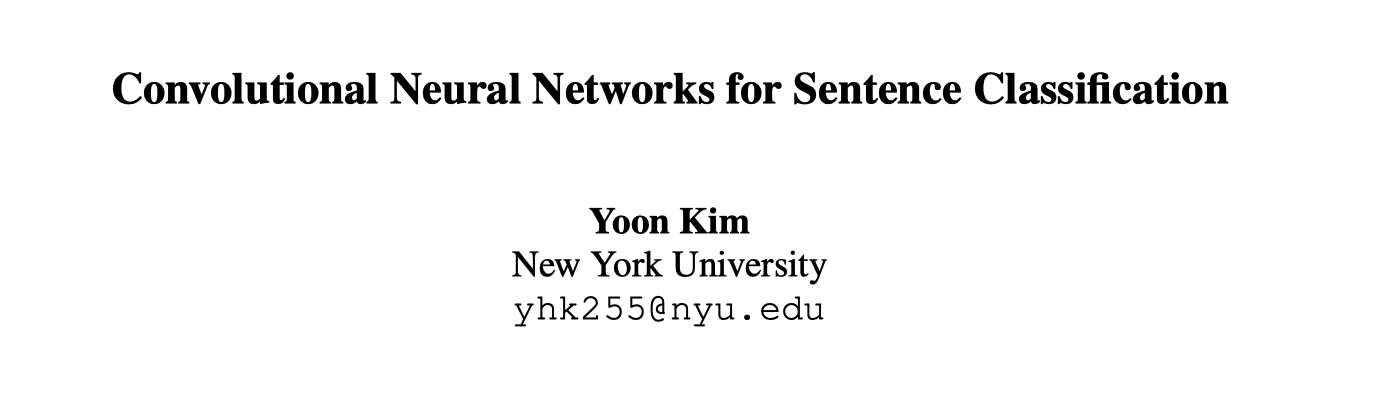 Convolutional Neural Networks for Sentence Classification
Yoon Kim
New York University
yhk255@nyu.edu